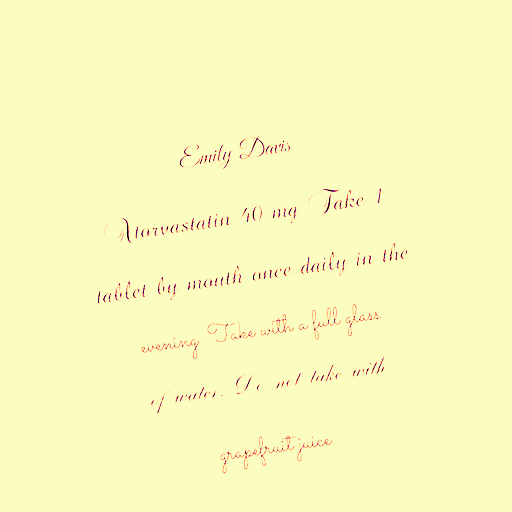 Emily Davis
Atorvastatin 40 mg Take 1
tablet by mouth once daily in the
evening. Take with a full glass
of water. Do not take with
grapefruit juice.